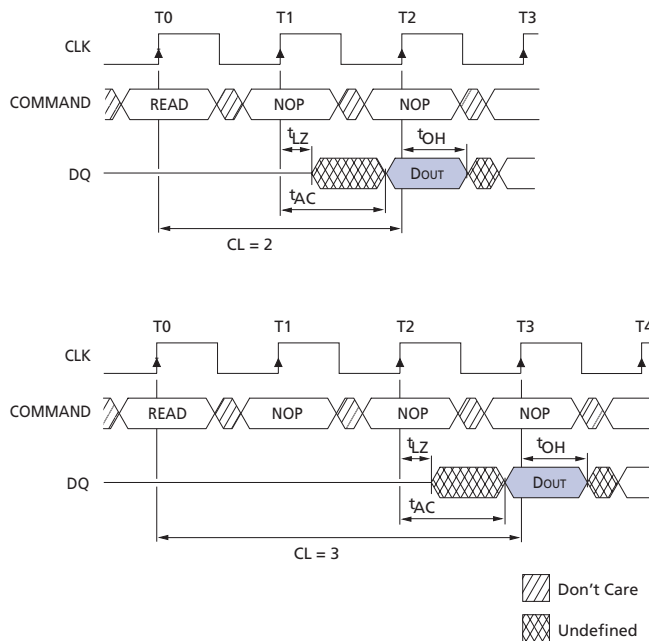 T0 T1 T2 T3
CLK
COMMAND READ NOP NOP
tLZ tOH
DQ DOUT
tAC
CL = 2
T0 T1 T2 T3 T4
CLK
COMMAND READ NOP NOP NOP
tLZ tOH
DQ DOUT
tAC
CL = 3
Don't Care
Undefined